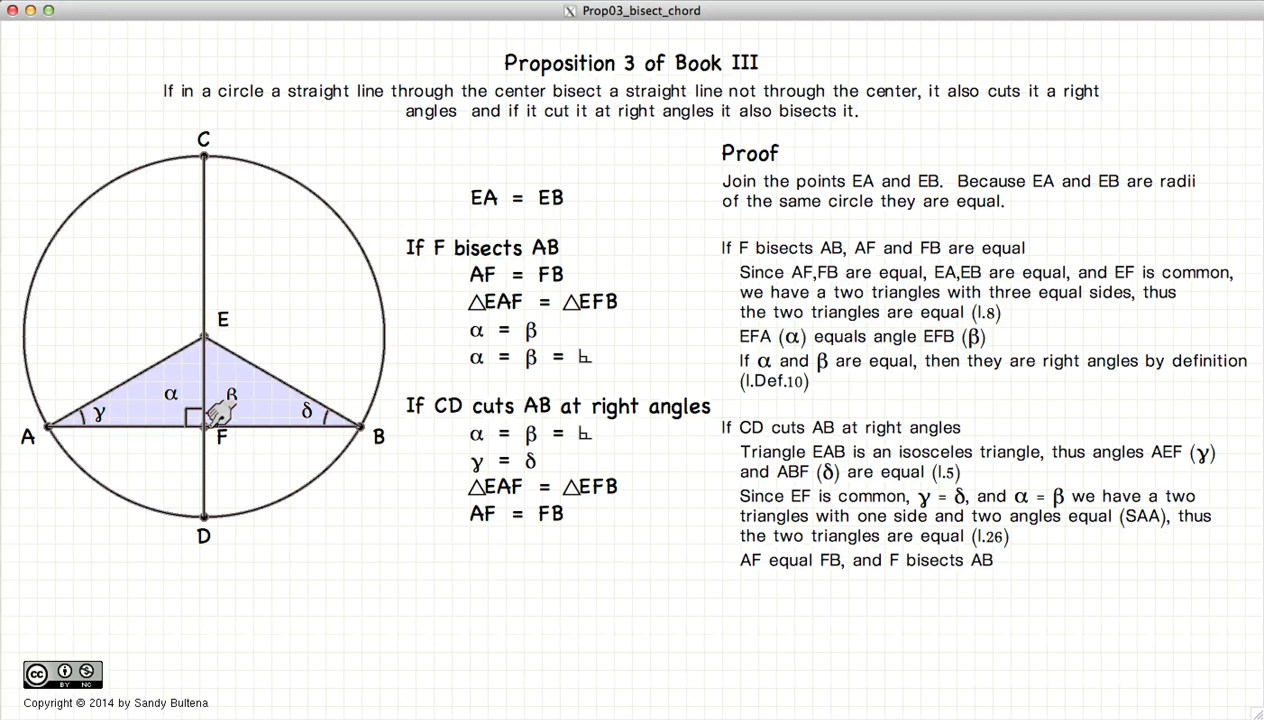 Prop03_bisect_chord
Proposition 3 of Book III
If in a circle a straight line through the center bisect a straight line not through the center, it also cuts it a right
angles and if it cut it at right angles it also bisects it.
C
E
α
β
γ
δ
A
F
B
D
EA = EB
If F bisects AB
AF = FB
△EAF = △EFB
α = β
α = β = ⊾
If CD cuts AB at right angles
α = β = ⊾
γ = δ
△EAF = △EFB
AF = FB
Proof
Join the points EA and EB. Because EA and EB are radii
of the same circle they are equal.
If F bisects AB, AF and FB are equal
Since AF,FB are equal, EA,EB are equal, and EF is common,
we have a two triangles with three equal sides, thus
the two triangles are equal (I.8)
EFA (α) equals angle EFB (β)
If α and β are equal, then they are right angles by definition
(I.Def.10)
If CD cuts AB at right angles
Triangle EAB is an isosceles triangle, thus angles AEF (γ)
and ABF (δ) are equal (I.5)
Since EF is common, γ = δ, and α = β we have a two
triangles with one side and two angles equal (SAA), thus
the two triangles are equal (I.26)
AF equal FB, and F bisects AB
cc
BY NC
Copyright © 2014 by Sandy Bultena